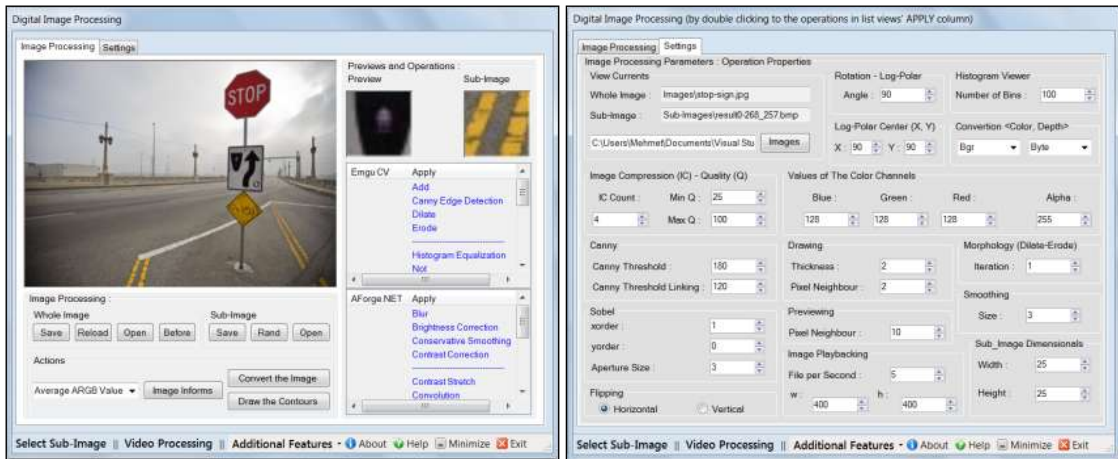 Digital Image Processing
Image Processing Settings
STOP
Previews and Operations :
Preview Sub-Image
Emgu CV Apply
Add
Canny Edge Detection
Dilate
Erode
Histogram Equalization
Not
AForge.NET Apply
Blur
Brightness Correction
Conservative Smoothing
Contrast Correction
Contrast Stretch
Convolution
Image Processing :
Whole Image Sub-Image
Save Reload Open Before Save Rand Open
Actions
Average ARGB Value Image Informs Convert the Image
Draw the Contours
Select Sub-Image || Video Processing || Additional Features - About Help Minimize Exit
Digital Image Processing (by double clicking to the operations in list views' APPLY column)
Image Processing Settings
Image Processing Parameters : Operation Properties
View Currents
Whole Image : Images\stop-sign.jpg
Sub-Image : Sub-Images\result0-268_257.bmp
C:\Users\Mehmet\Documents\Visual Stu Images
Rotation - Log-Polar
Angle : 90
Log-Polar Center (X, Y)
X : 90 Y : 90
Histogram Viewer
Number of Bins : 100
Convertion <Color, Depth>
Bgr Byte
Image Compression (IC) - Quality (Q)
IC Count : Min Q : 25
4 Max Q : 100
Values of The Color Channels
Blue : Green : Red : Alpha :
128 128 128 255
Canny
Canny Threshold : 180
Canny Threshold Linking : 120
Drawing
Thickness : 2
Pixel Neighbour : 2
Morphology (Dilate-Erode)
Iteration : 1
Smoothing
Size : 3
Sobel
xorder : 1
yorder : 0
Aperture Size : 3
Previewing
Pixel Neighbour : 10
Image Playbacking
File per Second : 5
w : 400 h : 400
Sub_Image Dimensionals
Width : 25
Height : 25
Flipping
Horizontal Vertical
Select Sub-Image || Video Processing || Additional Features - About Help Minimize Exit